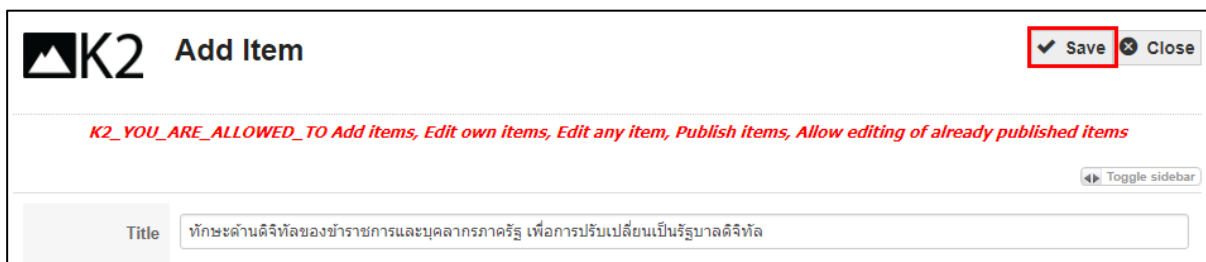 K2 Add Item
Save Close
K2_YOU_ARE_ALLOWED_TO Add items, Edit own items, Edit any item, Publish items, Allow editing of already published items
Toggle sidebar
Title ทักษะด้านดิจิทัลของข้าราชการและบุคลากรภาครัฐ เพื่อการปรับเปลี่ยนเป็นรัฐบาลดิจิทัล